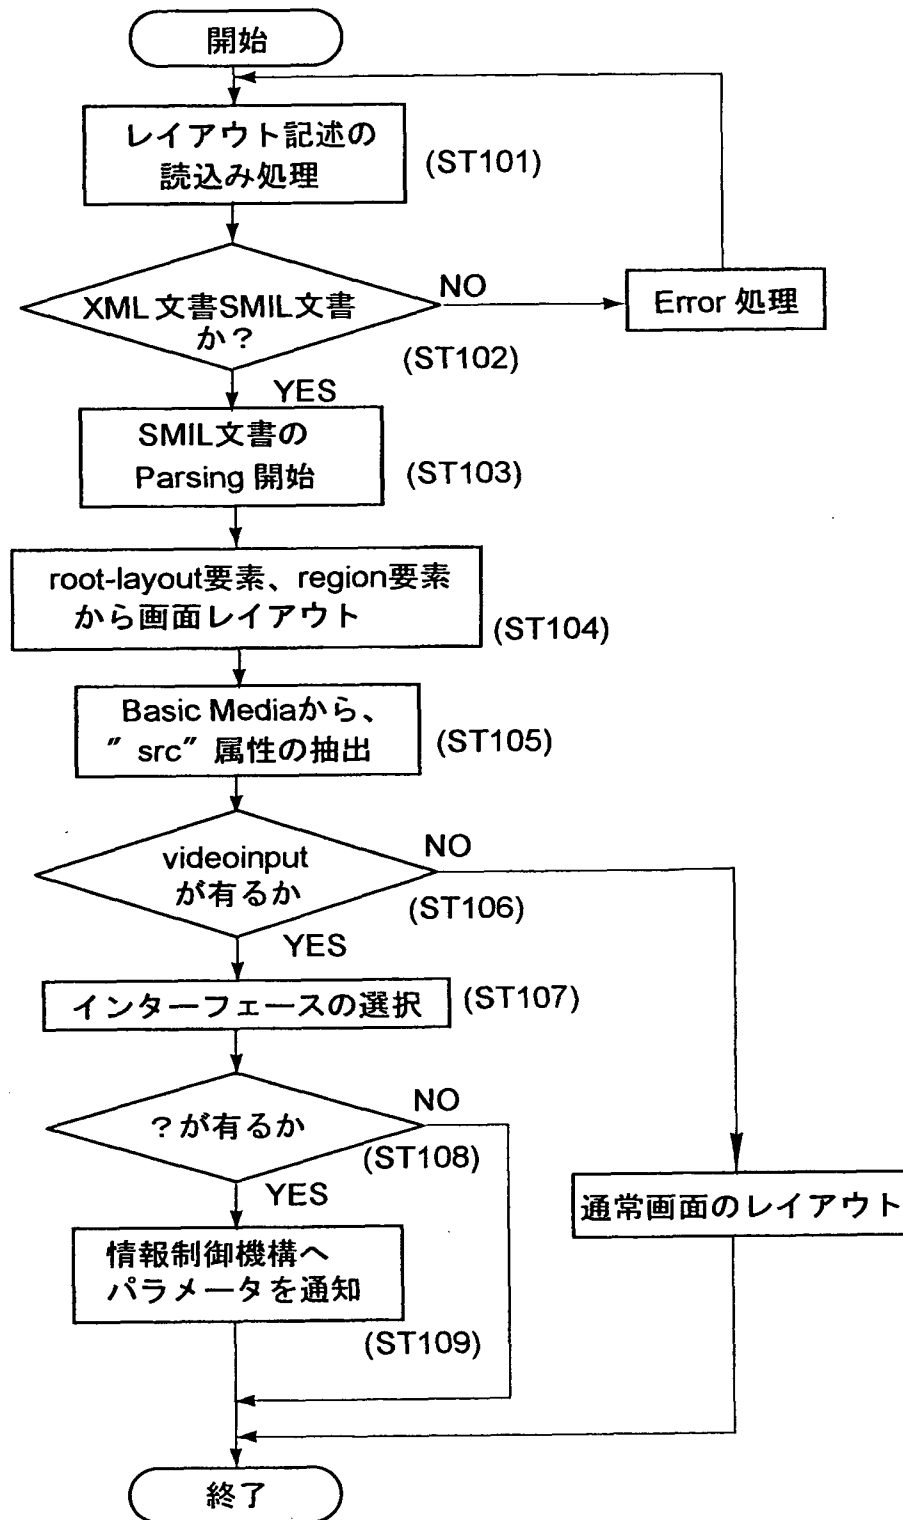 開始
レイアウト記述の
読込み処理
(ST101)
XML文書SMIL文書
か？
NO
(ST102)
Error 処理
YES
SMIL文書の
Parsing 開始
(ST103)
root-layout要素、region要素
から画面レイアウト
(ST104)
Basic Mediaから、
″src″属性の抽出
(ST105)
videoinput
が有るか
NO
(ST106)
YES
インターフェースの選択
(ST107)
？が有るか
NO
(ST108)
YES
通常画面のレイアウト
情報制御機構へ
パラメータを通知
(ST109)
終了